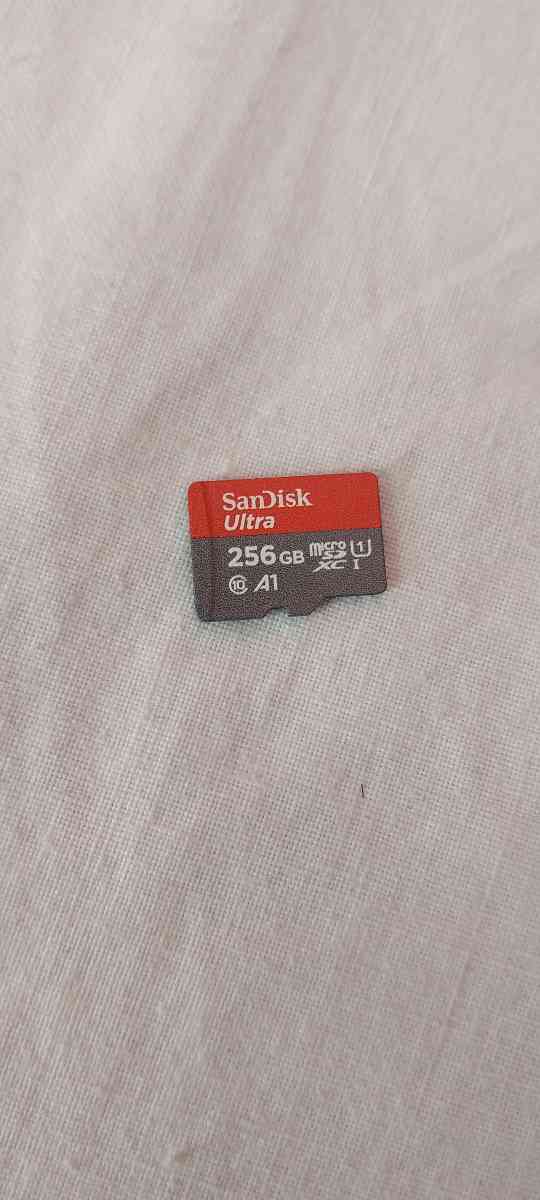 SanDisk
Ultra
256 GB micro SD XC U1 I
10 A1